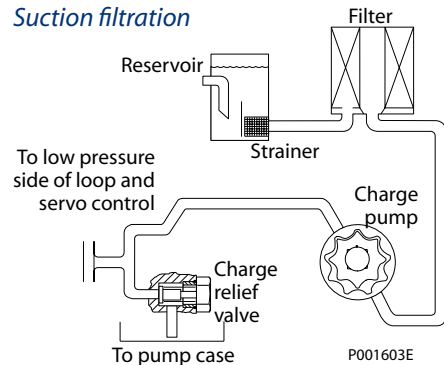 Suction filtration
Filter
Reservoir
Strainer
To low pressure
side of loop and
servo control
Charge
pump
Charge
relief
valve
To pump case
P001603E